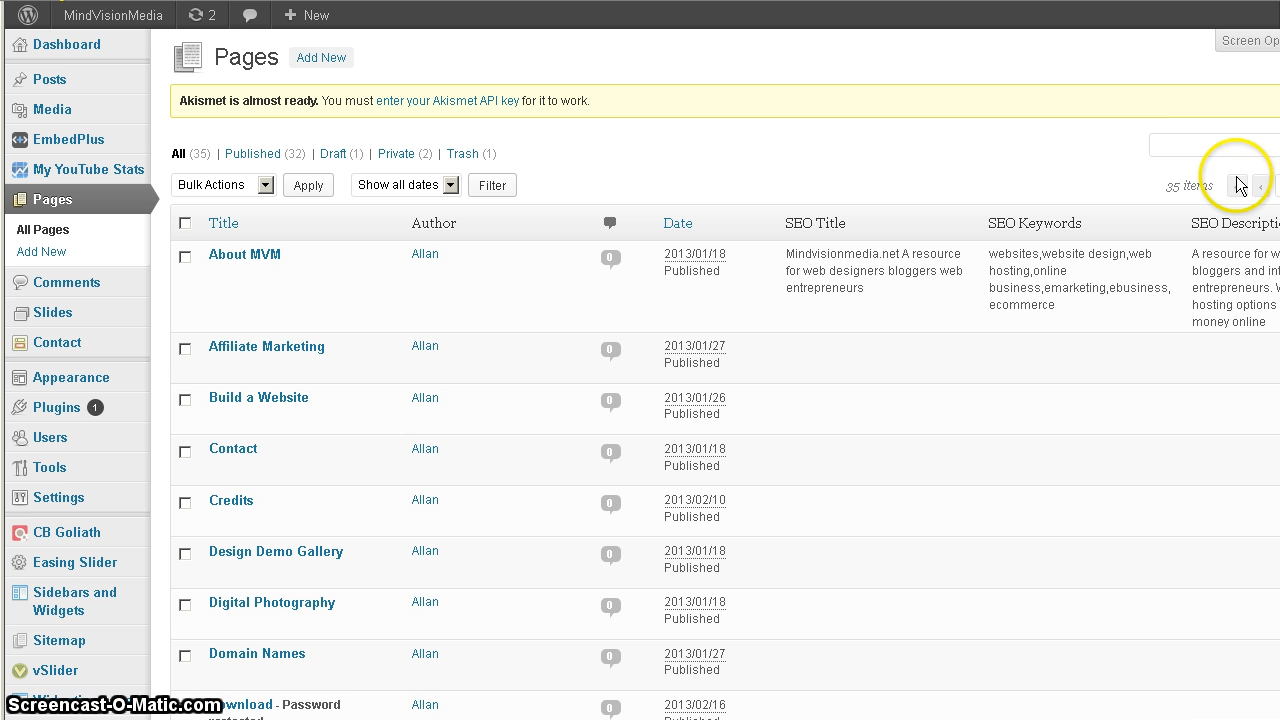 MindVisionMedia 2 + New
Dashboard
Posts
Media
EmbedPlus
My YouTube Stats
Pages
All Pages
Add New
Comments
Slides
Contact
Appearance
Plugins 1
Users
Tools
Settings
CB Goliath
Easing Slider
Sidebars and
Widgets
Sitemap
vSlider
Screencast-O-Matic.com
Screen Op
Pages Add New
Akismet is almost ready. You must enter your Akismet API key for it to work.
All (35) | Published (32) | Draft (1) | Private (2) | Trash (1)
Bulk Actions Apply Show all dates Filter 35 items ‹
Title Author Date SEO Title SEO Keywords SEO Descripti
About MVM Allan 0 2013/01/18
Published
Mindvisionmedia.net A resource
for web designers bloggers web
entrepreneurs
websites,website design,web
hosting,online
business,emarketing,ebusiness,
ecommerce
A resource for w
bloggers and int
entrepreneurs. W
hosting options
money online
Affiliate Marketing Allan 0 2013/01/27
Published
Build a Website Allan 0 2013/01/26
Published
Contact Allan 0 2013/01/18
Published
Credits Allan 0 2013/02/10
Published
Design Demo Gallery Allan 0 2013/01/18
Published
Digital Photography Allan 0 2013/01/18
Published
Domain Names Allan 0 2013/01/27
Published
ownload - Password Allan 0 2013/02/16